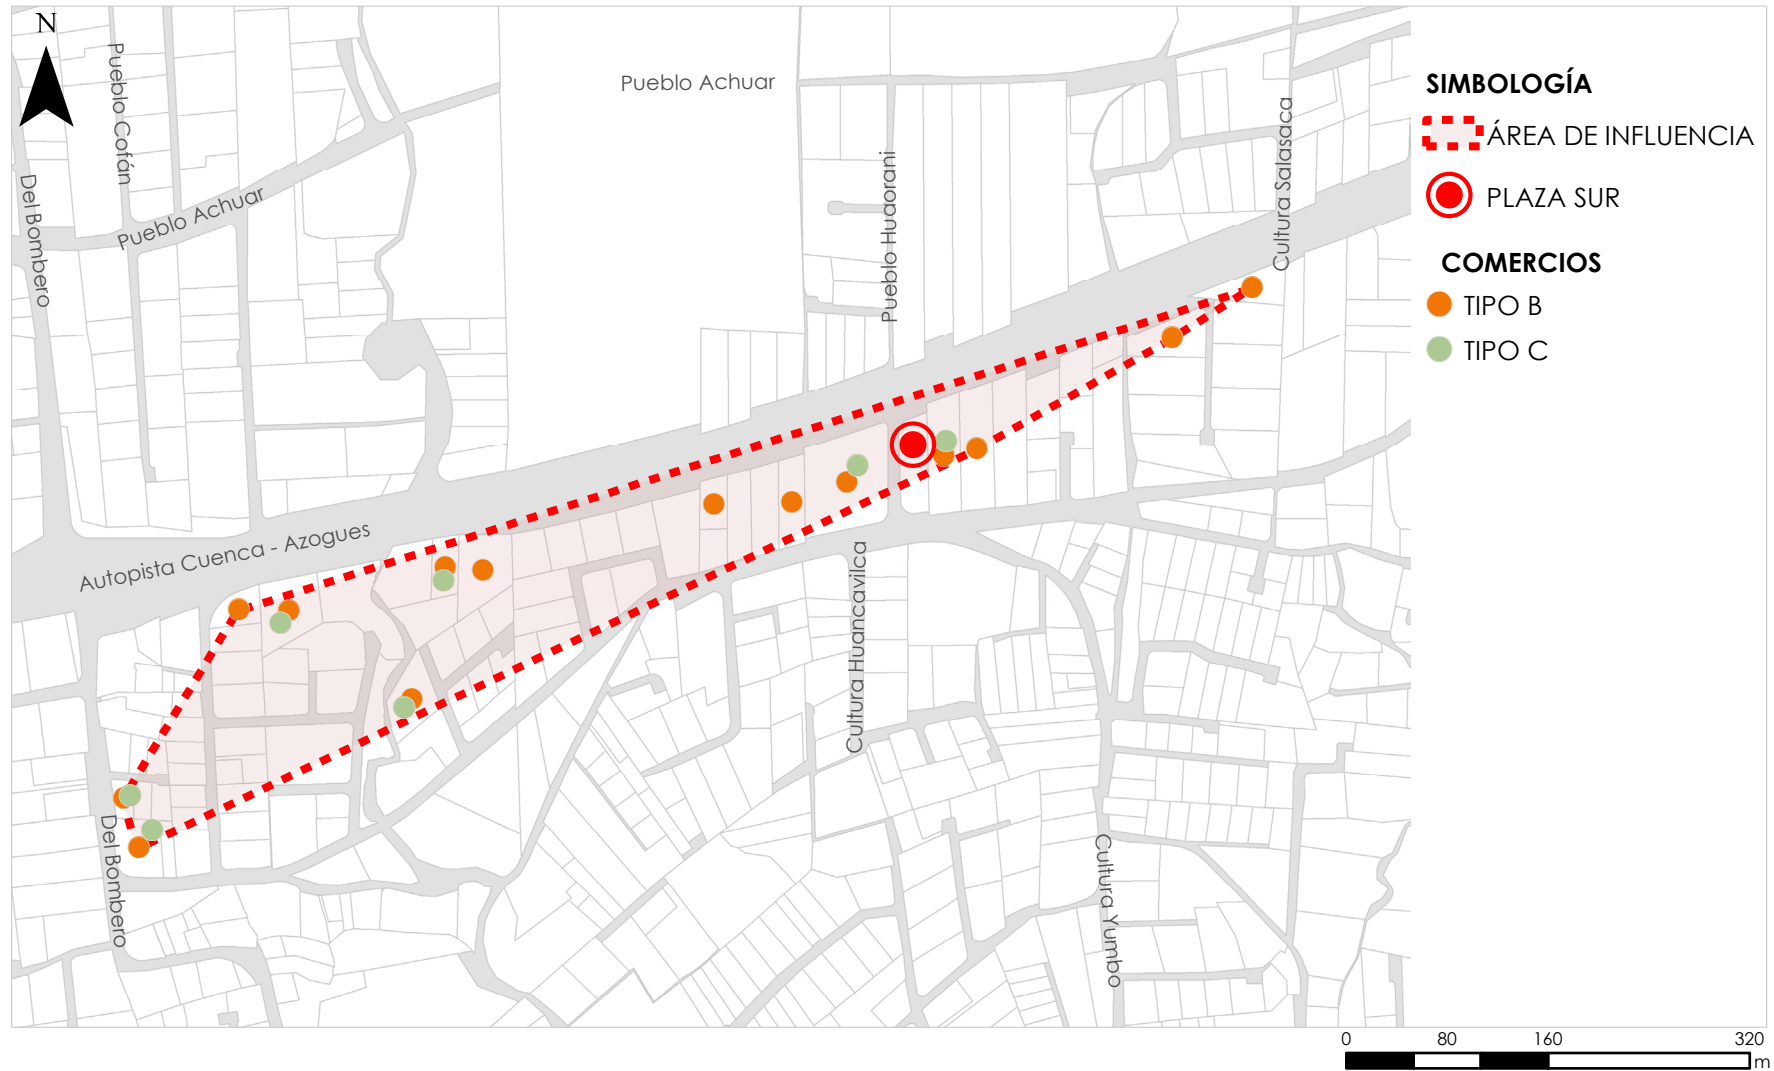 N
Pueblo Cofán
Del Bombero
Pueblo Achuar
Pueblo Achuar
Pueblo Huaorani
Cultura Salasaca
Autopista Cuenca - Azogues
Cultura Huancavilca
Del Bombero
Cultura Yumbo
SIMBOLOGÍA
ÁREA DE INFLUENCIA
PLAZA SUR
COMERCIOS
TIPO B
TIPO C
0 80 160 320
m